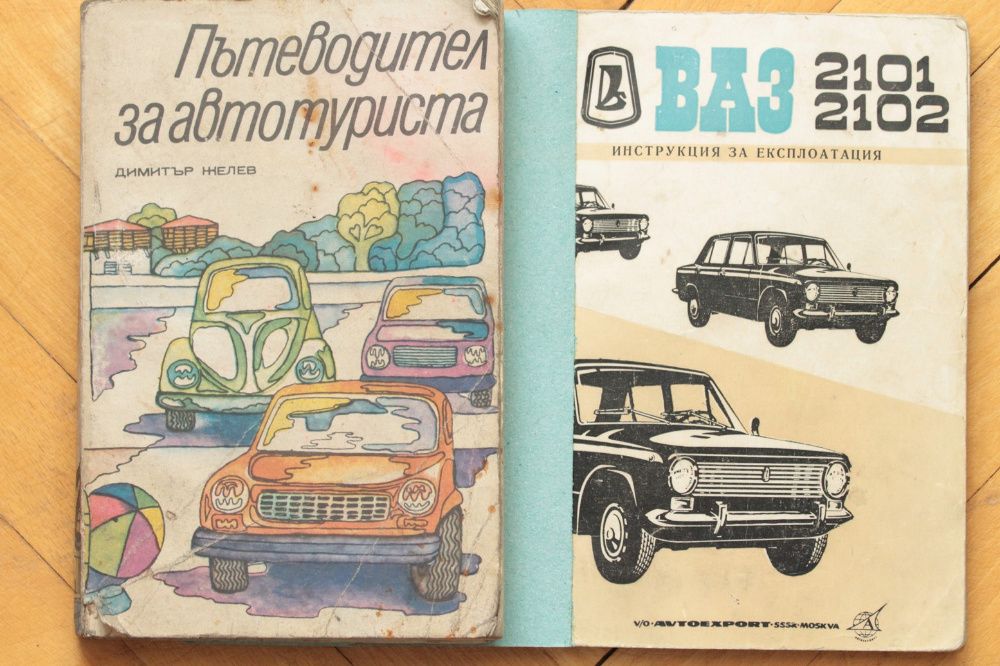 Пътеводител
за автотуриста
ДИМИТЪР ЖЕЛЕВ
ВАЗ 2101
2102
ИНСТРУКЦИЯ ЗА ЕКСПЛОАТАЦИЯ
V/O · AVTOEXPORT · SSSR · MOSKVA